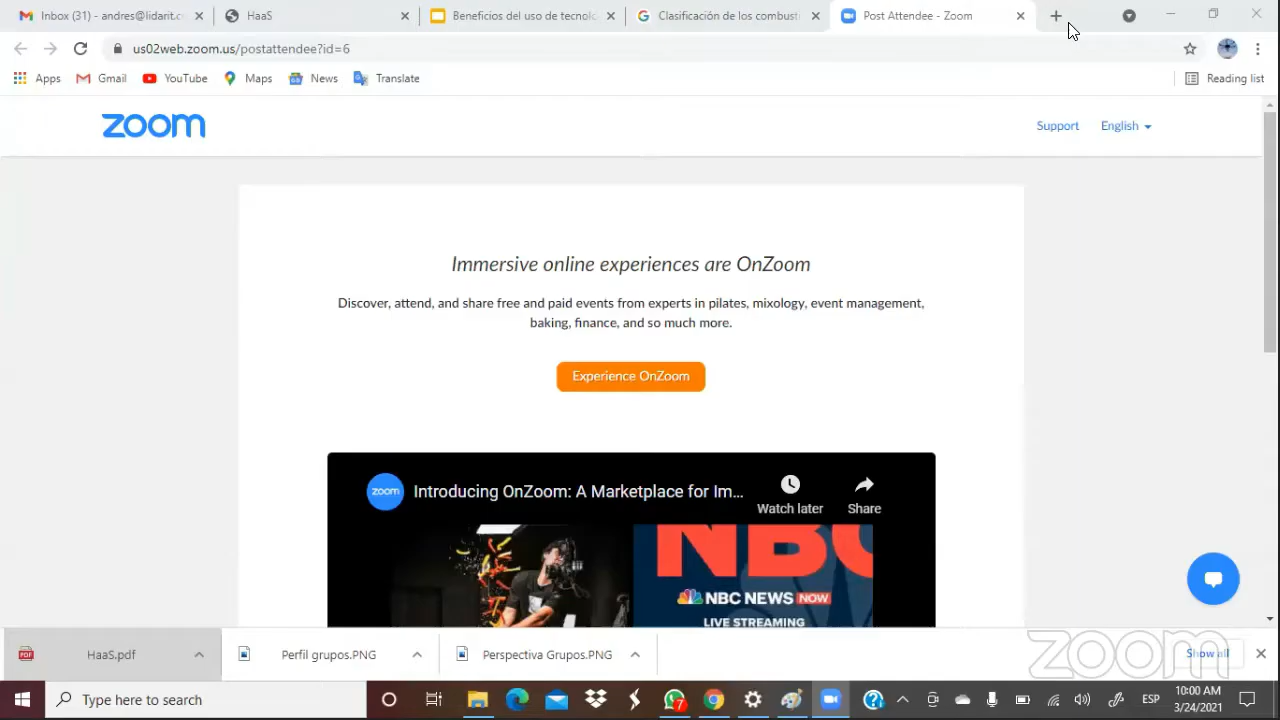 Inbox (31) - andres@lidarit.c
HaaS
Beneficios del uso de tecnolo
Clasificación de los combusti
Post Attendee - Zoom
us02web.zoom.us/postattendee?id=6
Apps
Gmail
YouTube
Maps
News
Translate
Reading list
zoom
Support
English
Immersive online experiences are OnZoom
Discover, attend, and share free and paid events from experts in pilates, mixology, event management,
baking, finance, and so much more.
Experience OnZoom
zoom
Introducing OnZoom: A Marketplace for Im...
Watch later
Share
NBC
NBC NEWS NOW
LIVE STREAMING
HaaS.pdf
Perfil grupos.PNG
Perspectiva Grupos.PNG
Show all
zoom
Type here to search
7
ESP
10:00 AM
3/24/2021